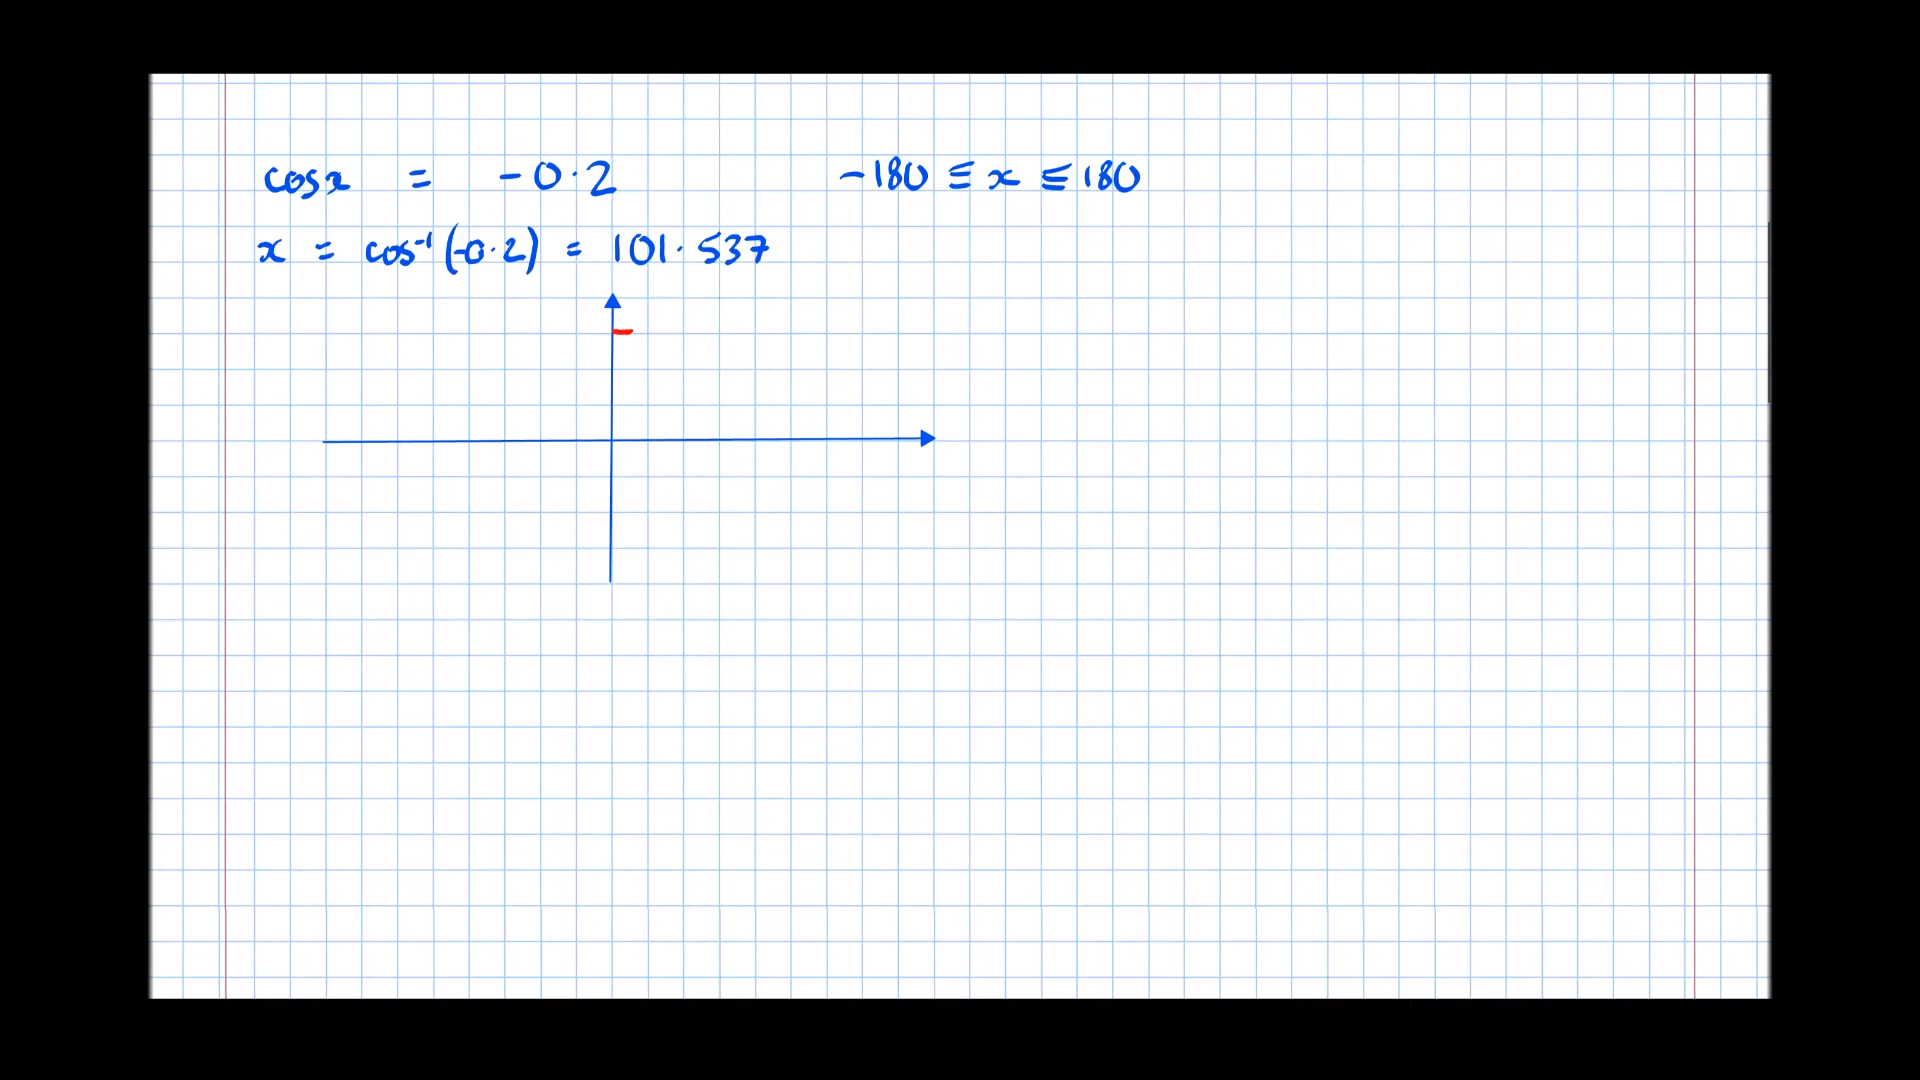 cosx = -0.2 -180 ≤ x ≤ 180
x = cos⁻¹(-0.2) = 101.537